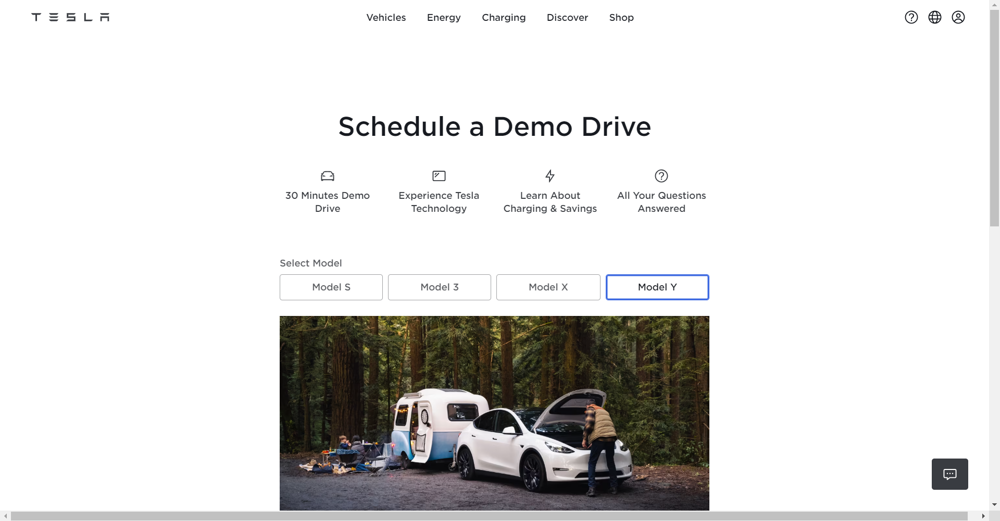 TESLA
Vehicles
Energy
Charging
Discover
Shop
Schedule a Demo Drive
30 Minutes Demo
Drive
Experience Tesla
Technology
Learn About
Charging & Savings
All Your Questions
Answered
Select Model
Model S
Model 3
Model X
Model Y